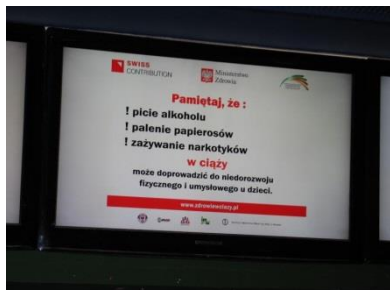 SWISS
CONTRIBUTION
Ministerstwo
Zdrowia
Pamiętaj, że :
! picie alkoholu
! palenie papierosów
! zażywanie narkotyków
w ciąży
może doprowadzić do niedorozwoju
fizycznego i umysłowego u dzieci.
www.zdrowiewciazy.pl